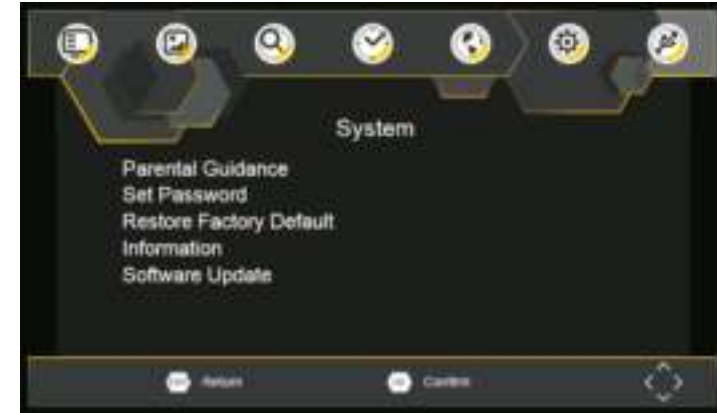 System
Parental Guidance
Set Password
Restore Factory Default
Information
Software Update
Return
Confirm